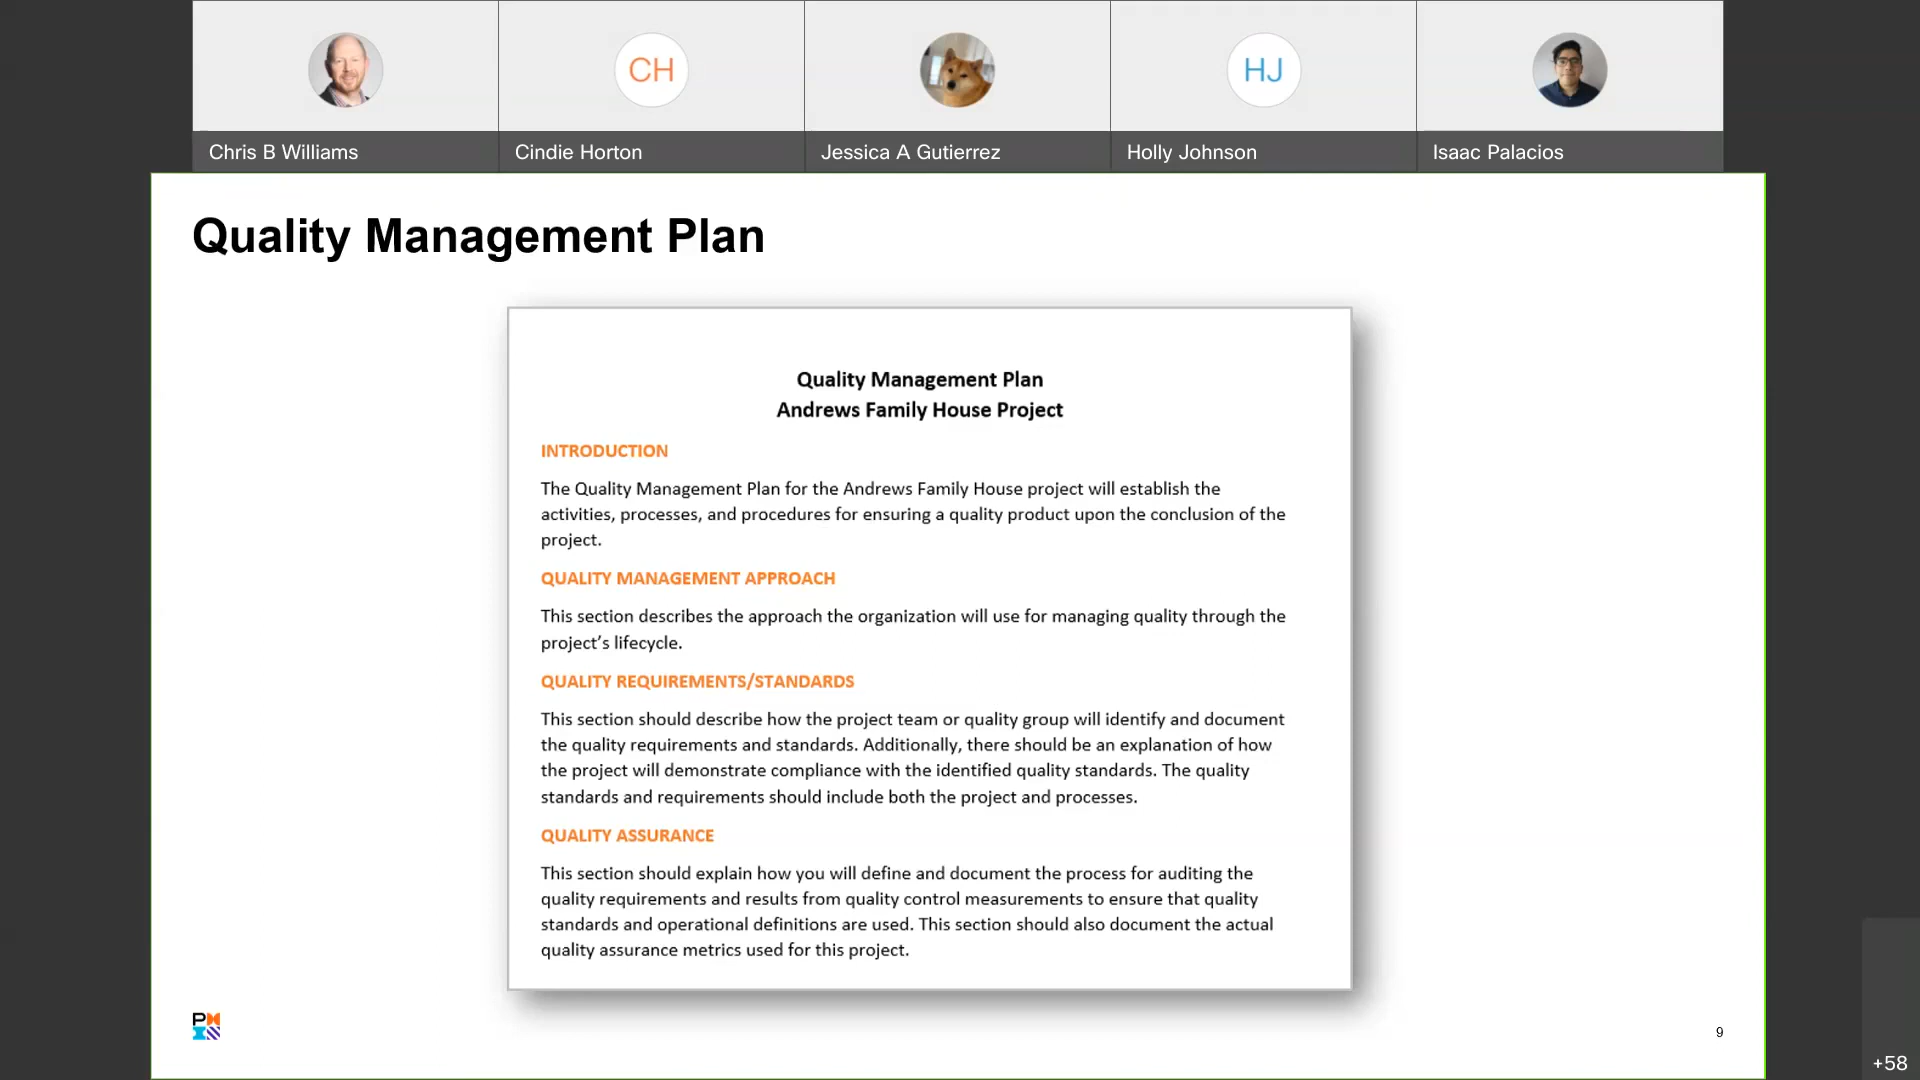 CH
HJ
Chris B Williams
Cindie Horton
Jessica A Gutierrez
Holly Johnson
Isaac Palacios
Quality Management Plan
Quality Management Plan
Andrews Family House Project
INTRODUCTION
The Quality Management Plan for the Andrews Family House project will establish the
activities, processes, and procedures for ensuring a quality product upon the conclusion of the
project.
QUALITY MANAGEMENT APPROACH
This section describes the approach the organization will use for managing quality through the
project’s lifecycle.
QUALITY REQUIREMENTS/STANDARDS
This section should describe how the project team or quality group will identify and document
the quality requirements and standards. Additionally, there should be an explanation of how
the project will demonstrate compliance with the identified quality standards. The quality
standards and requirements should include both the project and processes.
QUALITY ASSURANCE
This section should explain how you will define and document the process for auditing the
quality requirements and results from quality control measurements to ensure that quality
standards and operational definitions are used. This section should also document the actual
quality assurance metrics used for this project.
P
9
+58